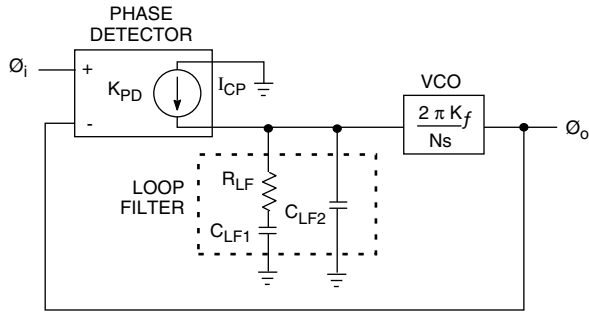 PHASE
DETECTOR
Øi
+
KPD
ICP
-
VCO
2 π Kf
Ns
Øo
LOOP
FILTER
RLF
CLF1
CLF2